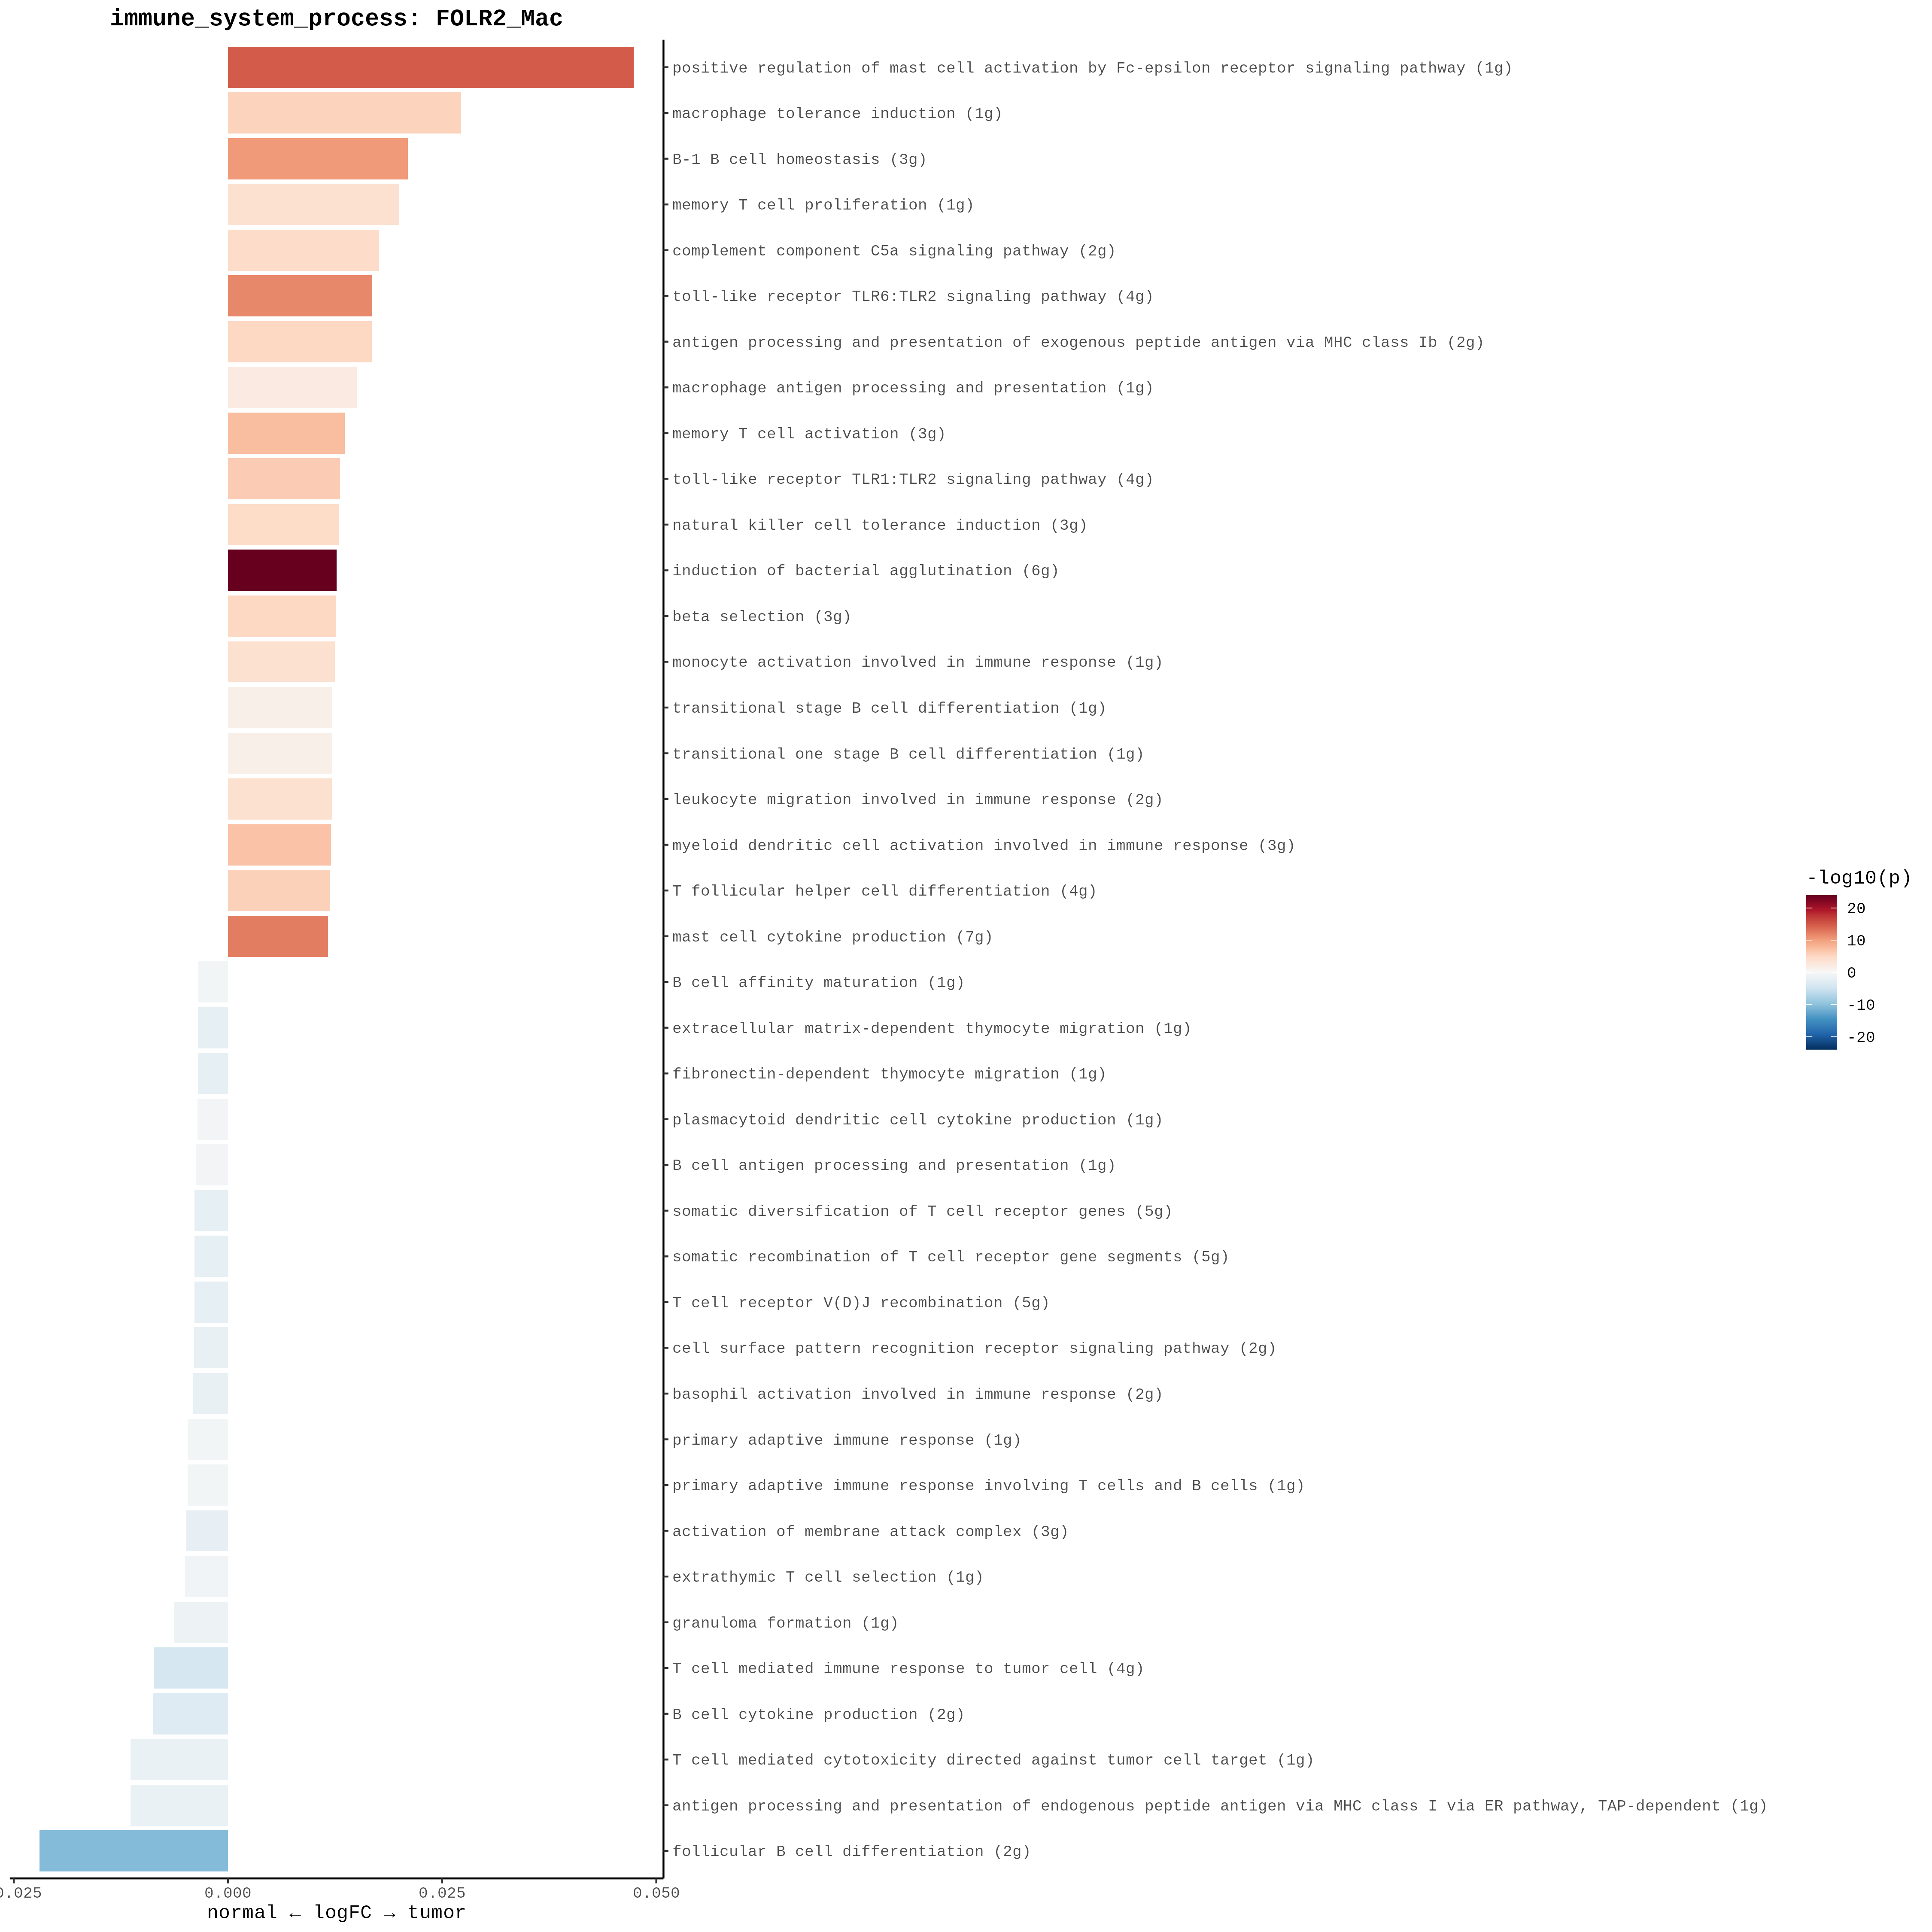 immune_system_process: FOLR2_Mac
positive regulation of mast cell activation by Fc-epsilon receptor signaling pathway (1g)
macrophage tolerance induction (1g)
B-1 B cell homeostasis (3g)
memory T cell proliferation (1g)
complement component C5a signaling pathway (2g)
toll-like receptor TLR6:TLR2 signaling pathway (4g)
antigen processing and presentation of exogenous peptide antigen via MHC class Ib (2g)
macrophage antigen processing and presentation (1g)
memory T cell activation (3g)
toll-like receptor TLR1:TLR2 signaling pathway (4g)
natural killer cell tolerance induction (3g)
induction of bacterial agglutination (6g)
beta selection (3g)
monocyte activation involved in immune response (1g)
transitional stage B cell differentiation (1g)
transitional one stage B cell differentiation (1g)
leukocyte migration involved in immune response (2g)
myeloid dendritic cell activation involved in immune response (3g)
T follicular helper cell differentiation (4g)
mast cell cytokine production (7g)
B cell affinity maturation (1g)
extracellular matrix-dependent thymocyte migration (1g)
fibronectin-dependent thymocyte migration (1g)
plasmacytoid dendritic cell cytokine production (1g)
B cell antigen processing and presentation (1g)
somatic diversification of T cell receptor genes (5g)
somatic recombination of T cell receptor gene segments (5g)
T cell receptor V(D)J recombination (5g)
cell surface pattern recognition receptor signaling pathway (2g)
basophil activation involved in immune response (2g)
primary adaptive immune response (1g)
primary adaptive immune response involving T cells and B cells (1g)
activation of membrane attack complex (3g)
extrathymic T cell selection (1g)
granuloma formation (1g)
T cell mediated immune response to tumor cell (4g)
B cell cytokine production (2g)
T cell mediated cytotoxicity directed against tumor cell target (1g)
antigen processing and presentation of endogenous peptide antigen via MHC class I via ER pathway, TAP-dependent (1g)
follicular B cell differentiation (2g)
0.025 0.000 0.025 0.050
normal ← logFC → tumor
-log10(p)
20
10
0
-10
-20